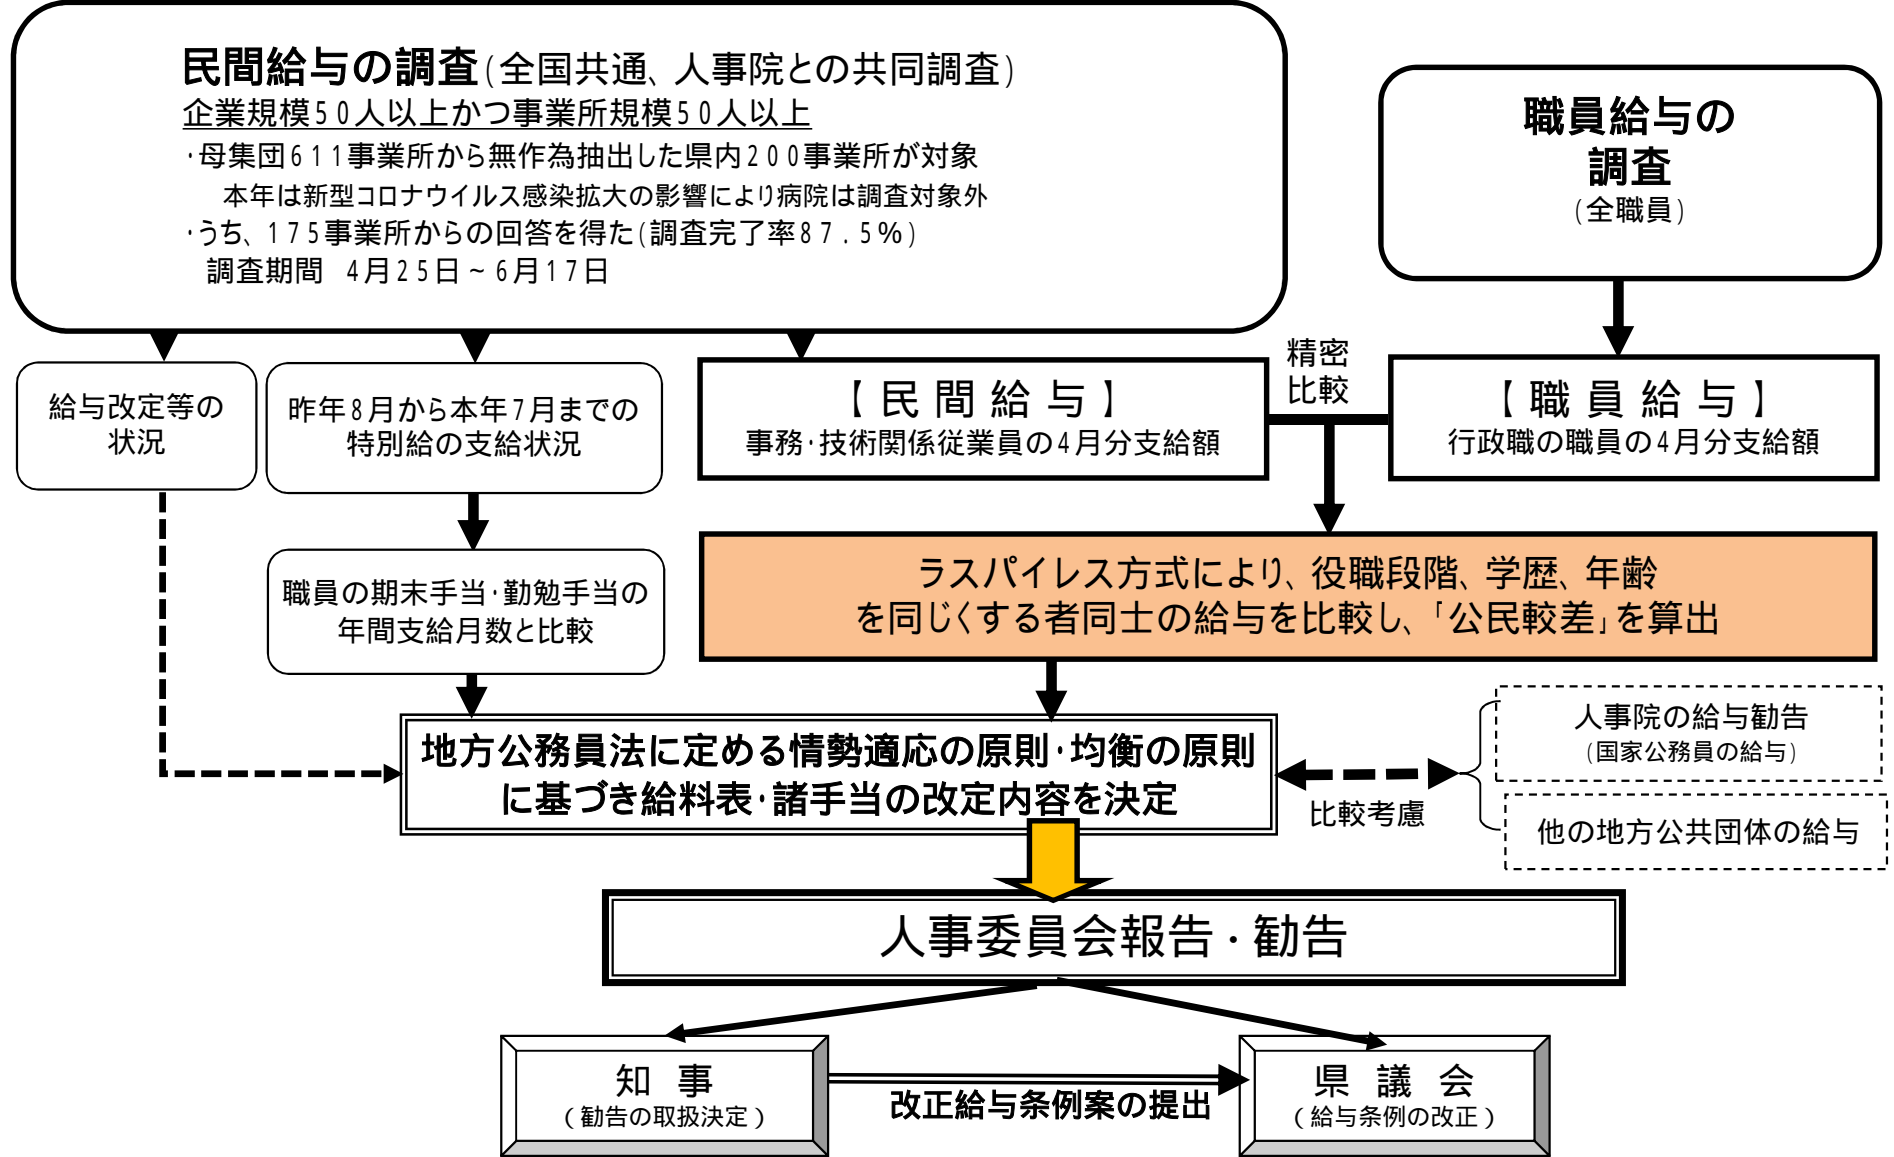 民間給与の調査(全国共通、人事院との共同調査)
企業規模50人以上かつ事業所規模50人以上
・母集団611事業所から無作為抽出した県内200事業所が対象
本年は新型コロナウイルス感染拡大の影響により病院は調査対象外
・うち、175事業所からの回答を得た(調査完了率87.5%)
調査期間 4月25日~6月17日
職員給与の
調査
(全職員)
給与改定等の
状況
昨年8月から本年7月までの
特別給の支給状況
【民間給与】
事務・技術関係従業員の4月分支給額
精密
比較
【職員給与】
行政職の職員の4月分支給額
職員の期末手当・勤勉手当の
年間支給月数と比較
ラスパイレス方式により、役職段階、学歴、年齢
を同じくする者同士の給与を比較し、「公民較差」を算出
地方公務員法に定める情勢適応の原則・均衡の原則
に基づき給料表・諸手当の改定内容を決定
比較考慮
人事院の給与勧告
(国家公務員の給与)
他の地方公共団体の給与
人事委員会報告・勧告
知 事
(勧告の取扱決定)
改正給与条例案の提出
県 議 会
(給与条例の改正)